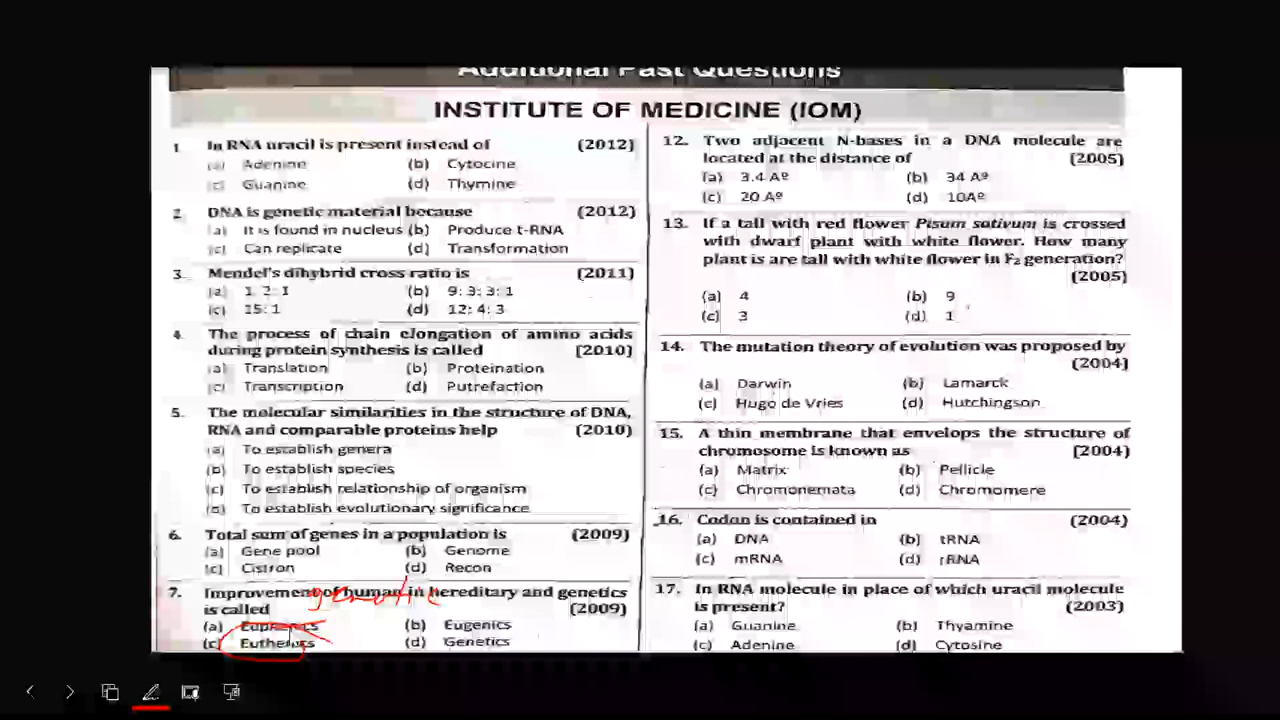 Additional Past Questions
INSTITUTE OF MEDICINE (IOM)
1. In RNA uracil is present instead of (2012)
(a) Adenine (b) Cytocine
(c) Guanine (d) Thymine
2. DNA is genetic material because (2012)
(a) It is found in nucleus (b) Produce t-RNA
(c) Can replicate (d) Transformation
3. Mendel's dihybrid cross ratio is (2011)
(a) 1: 2: 1 (b) 9: 3: 3: 1
(c) 15: 1 (d) 12: 4: 3
4. The process of chain elongation of amino acids
during protein synthesis is called (2010)
(a) Translation (b) Proteination
(c) Transcription (d) Putrefaction
5. The molecular similarities in the structure of DNA,
RNA and comparable proteins help (2010)
(a) To establish genera
(b) To establish species
(c) To establish relationship of organism
(d) To establish evolutionary significance
6. Total sum of genes in a population is (2009)
(a) Gene pool (b) Genome
(c) Cistron (d) Recon
7. Improvement of human in hereditary and genetics
genetic
is called (2009)
(a) Euphenics (b) Eugenics
(c) Euthenics (d) Genetics
12. Two adjacent N-bases in a DNA molecule are
located at the distance of (2005)
(a) 3.4 Aº (b) 34 Aº
(c) 20 Aº (d) 10Aº
13. If a tall with red flower Pisum sativum is crossed
with dwarf plant with white flower. How many
plant is are tall with white flower in F₂ generation?
(2005)
(a) 4 (b) 9
(c) 3 (d) 1
14. The mutation theory of evolution was proposed by
(2004)
(a) Darwin (b) Lamarck
(c) Hugo de Vries (d) Hutchingson
15. A thin membrane that envelops the structure of
chromosome is known as (2004)
(a) Matrix (b) Pellicle
(c) Chromonemata (d) Chromomere
16. Codon is contained in (2004)
(a) DNA (b) tRNA
(c) mRNA (d) rRNA
17. In RNA molecule in place of which uracil molecule
is present? (2003)
(a) Guanine (b) Thyamine
(c) Adenine (d) Cytosine